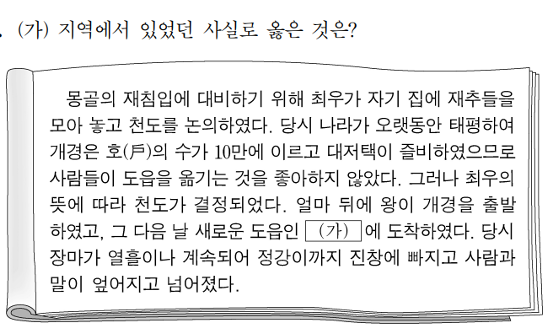 . (가) 지역에서 있었던 사실로 옳은 것은?
몽골의 재침입에 대비하기 위해 최우가 자기 집에 재추들을
모아 놓고 천도를 논의하였다. 당시 나라가 오랫동안 태평하여
개경은 호(戶)의 수가 10만에 이르고 대저택이 즐비하였으므로
사람들이 도읍을 옮기는 것을 좋아하지 않았다. 그러나 최우의
뜻에 따라 천도가 결정되었다. 얼마 뒤에 왕이 개경을 출발
하였고, 그 다음 날 새로운 도읍인 (가) 에 도착하였다. 당시
장마가 열흘이나 계속되어 정강이까지 진창에 빠지고 사람과
말이 엎어지고 넘어졌다.